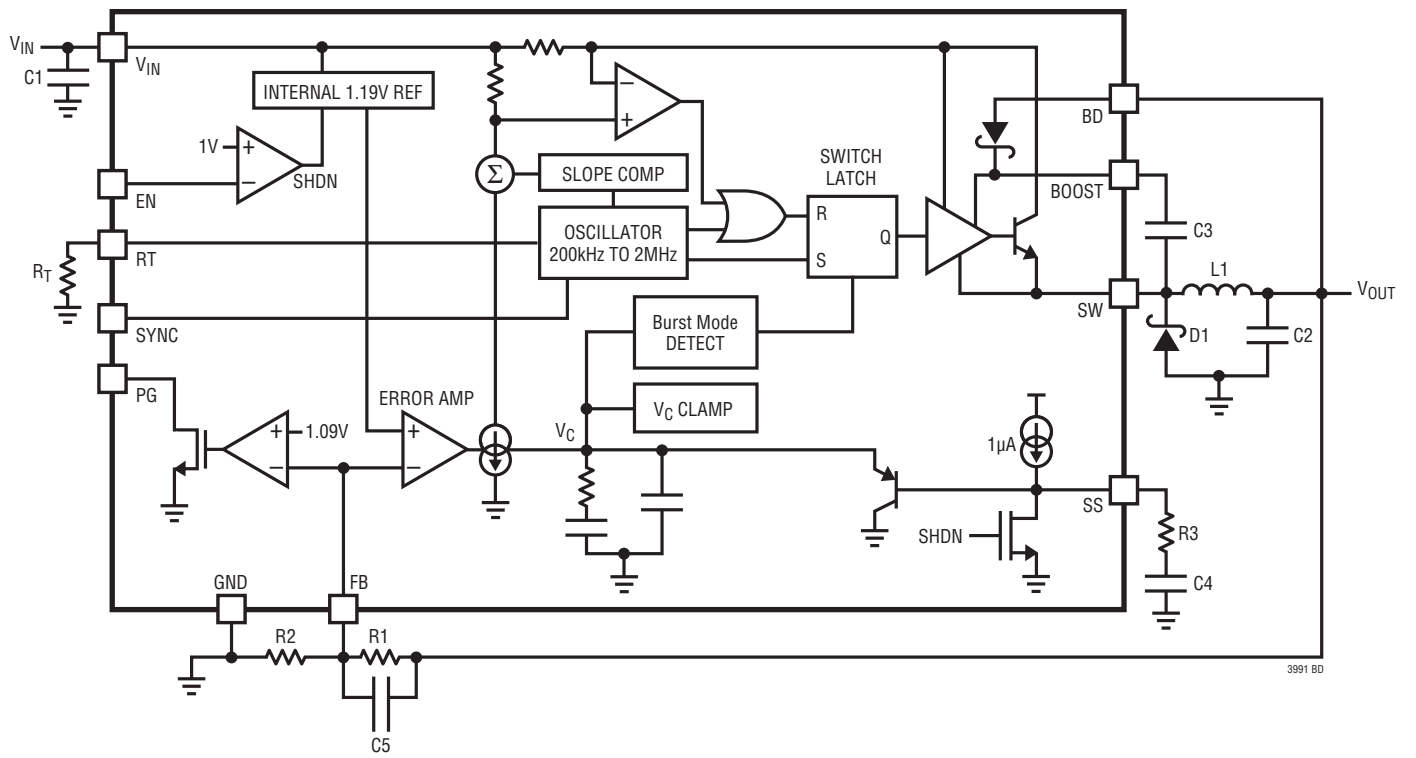 VIN
C1
VIN
INTERNAL 1.19V REF
1V
+
−
SHDN
EN
RT
RT
SYNC
PG
−
+
Σ
SLOPE COMP
OSCILLATOR
200kHz TO 2MHz
SWITCH
LATCH
R
S
Q
BD
BOOST
C3
SW
L1
VOUT
D1
C2
Burst Mode
DETECT
VC CLAMP
ERROR AMP
+
−
1.09V
+
−
VC
1µA
SS
SHDN
R3
C4
GND
FB
R2
R1
C5
3991 BD